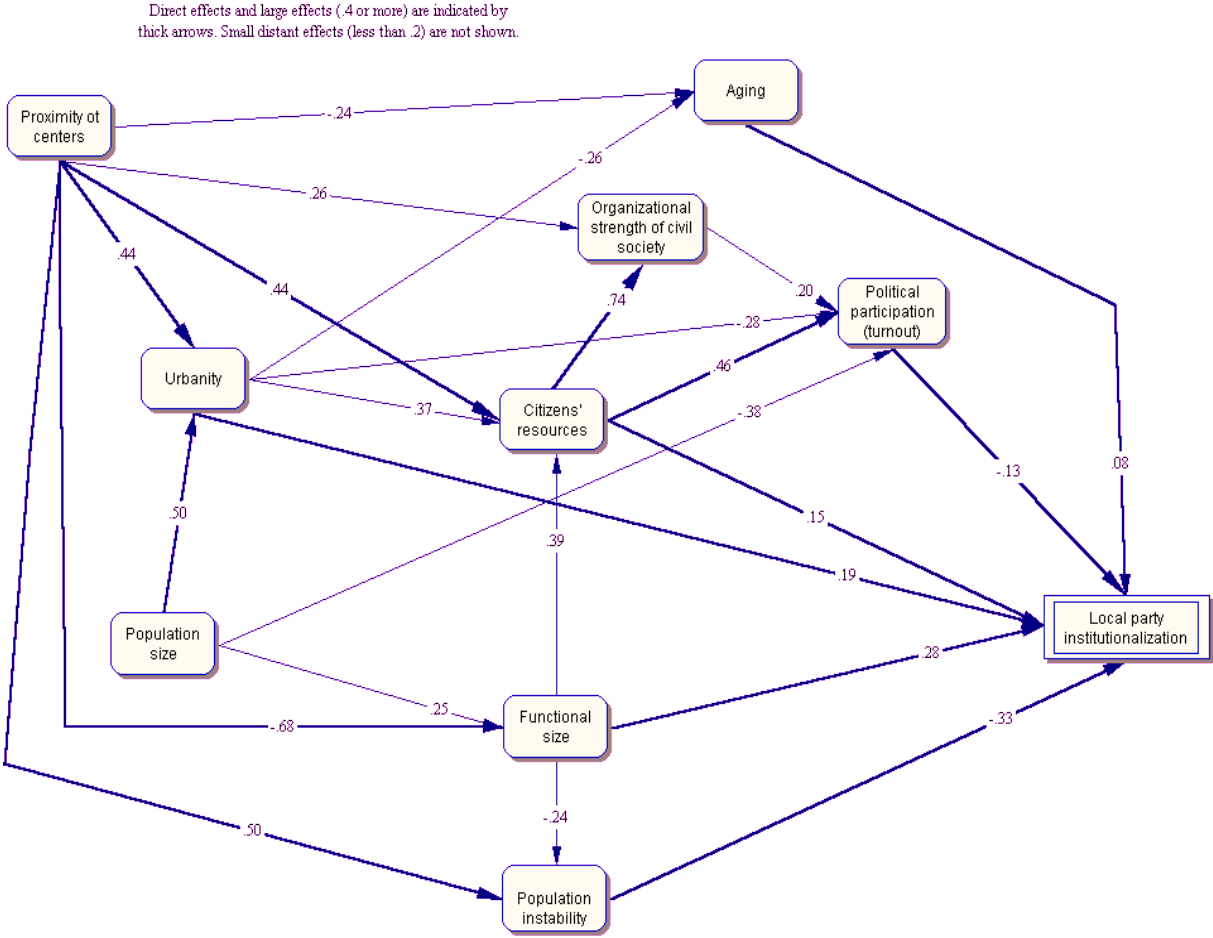 Direct effects and large effects (.4 or more) are indicated by
thick arrows. Small distant effects (less than .2) are not shown.
Aging
Proximity of
centers
-.24
-.26
.26
Organizational
strength of civil
society
.44
.44
.74
.20
Political
participation
(turnout)
-.28
Urbanity
.46
.37
Citizens'
resources
-.38
-.13
.08
.50
.15
.39
.19
Population
size
Local party
institutionalization
.28
.25
-.68
Functional
size
-.33
-.24
.50
Population
instability